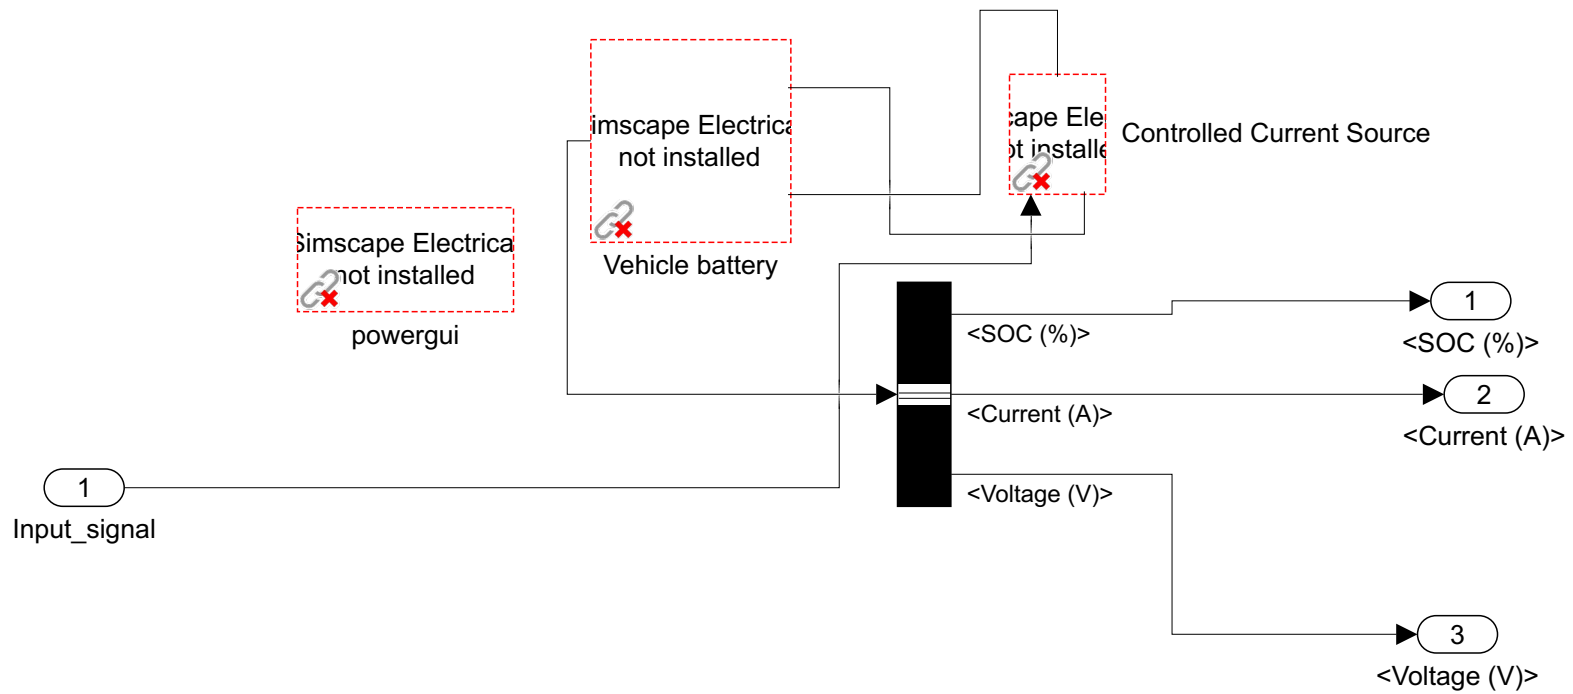 imscape Electrica
not installed
Vehicle battery
cape Ele
ot installe
Controlled Current Source
Simscape Electrica
not installed
powergui
<SOC (%)>
<Current (A)>
<Voltage (V)>
1
<SOC (%)>
2
<Current (A)>
3
<Voltage (V)>
1
Input_signal